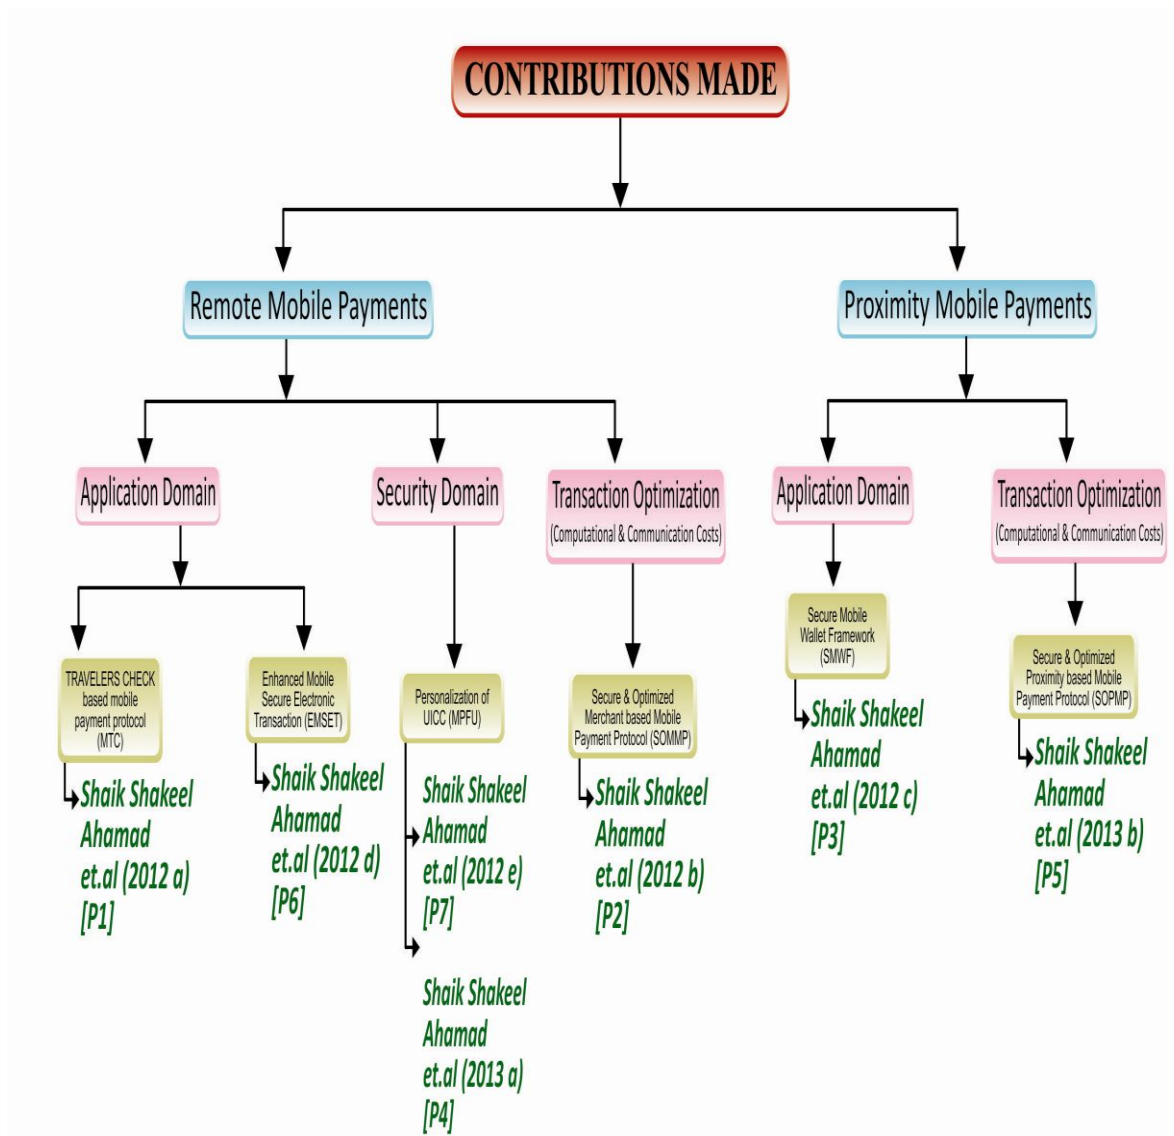 CONTRIBUTIONS MADE
Remote Mobile Payments
Proximity Mobile Payments
Application Domain
Security Domain
Transaction Optimization
(Computational & Communication Costs)
Application Domain
Transaction Optimization
(Computational & Communication Costs)
TRAVELERS CHECK
based mobile
payment protocol
(MTC)
Enhanced Mobile
Secure Electronic
Transaction (EMSET)
Personalization of
UICC (MPFU)
Secure & Optimized
Merchant based Mobile
Payment Protocol (SOMMP)
Secure Mobile
Wallet Framework
(SMWF)
Secure & Optimized
Proximity based Mobile
Payment Protocol (SOPMP)
Shaik Shakeel
Ahamad
et.al (2012 a)
[P1]
Shaik Shakeel
Ahamad
et.al (2012 d)
[P6]
Shaik Shakeel
Ahamad
et.al (2012 e)
[P7]
Shaik Shakeel
Ahamad
et.al (2013 a)
[P4]
Shaik Shakeel
Ahamad
et.al (2012 b)
[P2]
Shaik Shakeel
Ahamad
et.al (2012 c)
[P3]
Shaik Shakeel
Ahamad
et.al (2013 b)
[P5]